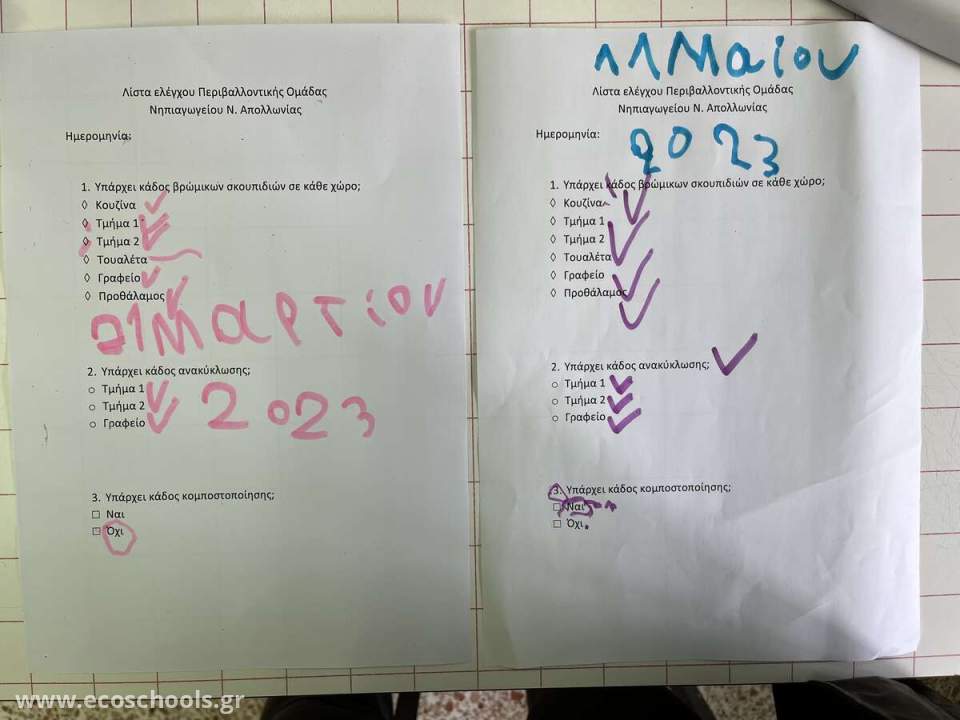 Λίστα ελέγχου Περιβαλλοντικής Ομάδας
Νηπιαγωγείου Ν. Απολλωνίας
Ημερομηνία:
1. Υπάρχει κάδος βρώμικων σκουπιδιών σε κάθε χώρο;
◊ Κουζίνα
◊ Τμήμα 1
◊ Τμήμα 2
◊ Τουαλέτα
◊ Γραφείο
◊ Προθάλαμος
01Μαρτίου
2. Υπάρχει κάδος ανακύκλωσης;
○ Τμήμα 1
○ Τμήμα 2
○ Γραφείο
2023
3. Υπάρχει κάδος κομποστοποίησης;
□ Ναι
□ Όχι
11Μαίου
Λίστα ελέγχου Περιβαλλοντικής Ομάδας
Νηπιαγωγείου Ν. Απολλωνίας
Ημερομηνία:
2023
1. Υπάρχει κάδος βρώμικων σκουπιδιών σε κάθε χώρο;
◊ Κουζίνα
◊ Τμήμα 1
◊ Τμήμα 2
◊ Τουαλέτα
◊ Γραφείο
◊ Προθάλαμος
2. Υπάρχει κάδος ανακύκλωσης;
○ Τμήμα 1
○ Τμήμα 2
○ Γραφείο
3. Υπάρχει κάδος κομποστοποίησης;
□ Ναι
□ Όχι
www.ecoschools.gr